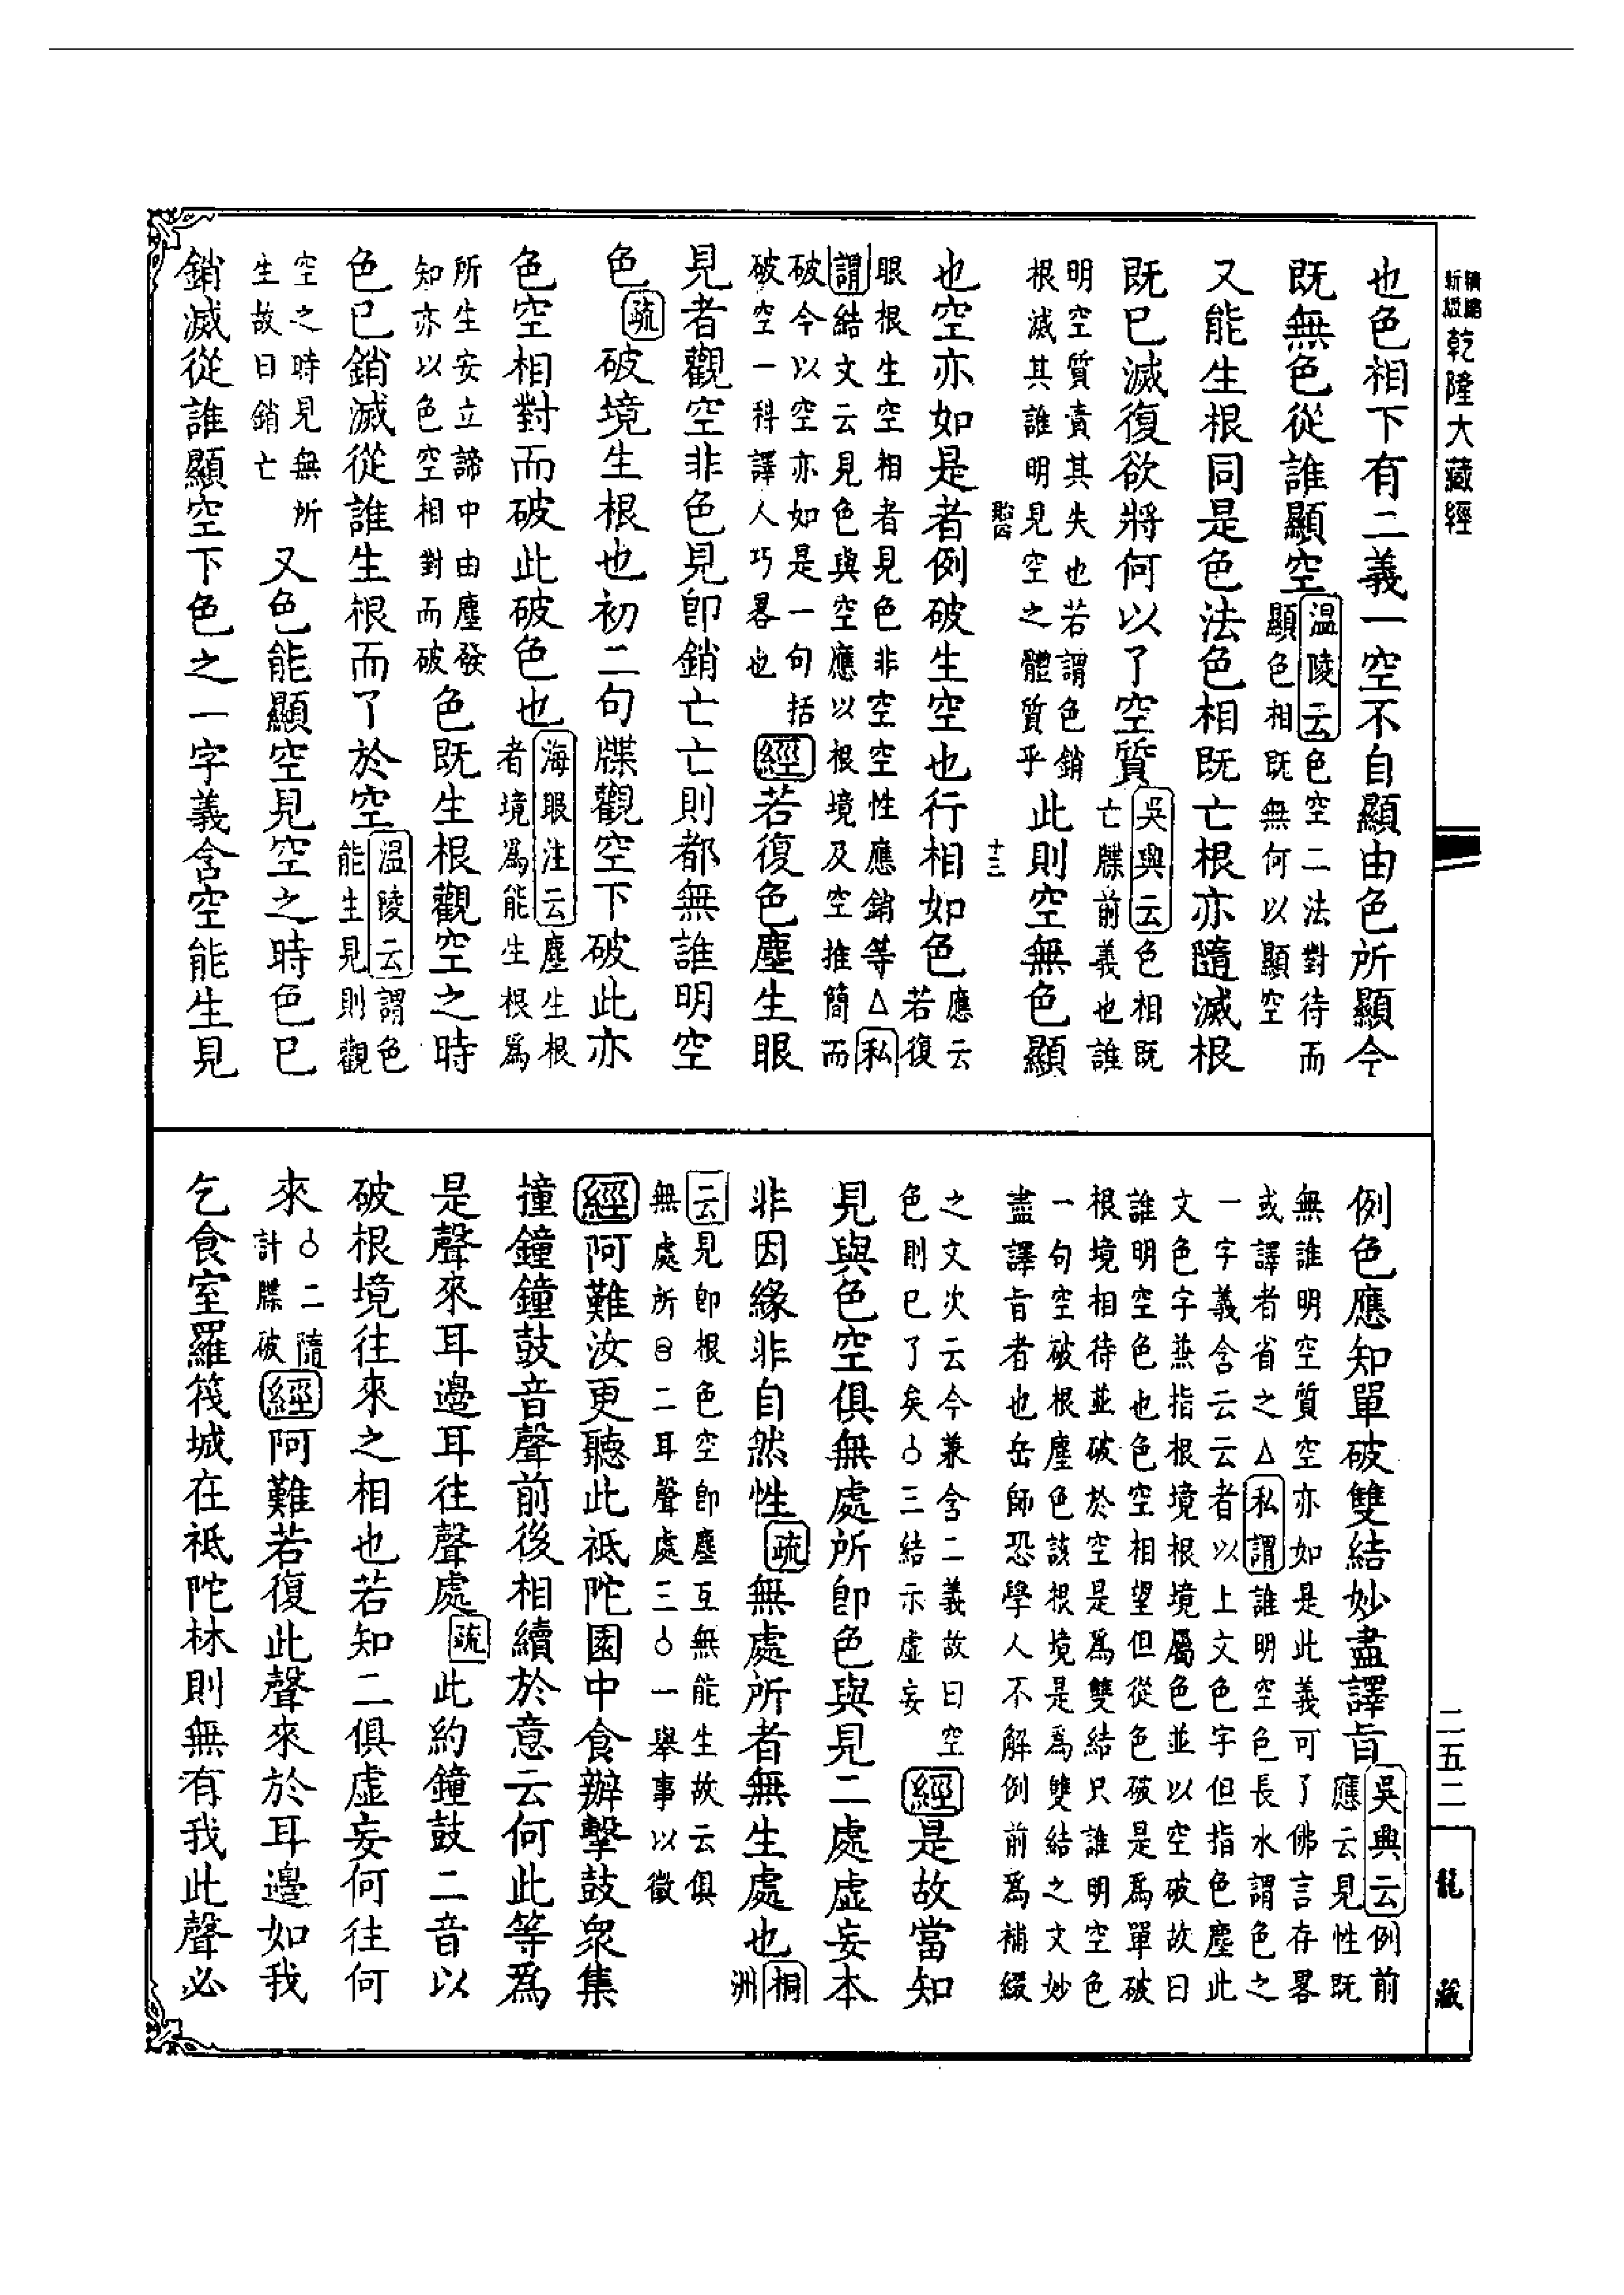 乾隆大藏經
也色相下有二義一空不自顯由色所顯今
既無色從誰顯空溫陵云色空二法對待而顯色相既無何以顯空
又能生根同是色法色相既亡根亦隨滅根
既已滅復欲將何以了空質吳興云色相既亡牒前義也誰
明空質責其失也若謂色銷根滅其誰明見空之體質乎此則空無色顯
十三
也空亦如是者例破生空也行相如色應云若復
眼根生空相者見色非空空性應銷等△私
謂結文云見色與空應以根境及空推簡而
破今以空亦如是一句括
破空一科譯人巧畧也經若復色塵生眼
見者觀空非色見即銷亡亡則都無誰明空
色疏破境生根也初二句牒觀空下破此亦
色空相對而破此破色也海眼注云塵生根者境爲能生根爲
所生安立諦中由塵發知亦以色空相對而破色既生根觀空之時
色已銷滅從誰生根而了於空溫陵云謂色能生見則觀
空之時見無所生故曰銷亡又色能顯空見空之時色已
銷滅從誰顯空下色之一字義含空能生見
例色應知單破雙結妙盡譯旨吳興云例前應云見性既
無誰明空質空亦如是此義可了佛言存畧
或譯者省之△私謂誰明空色長水謂色之
一字義含云云者以上文色字但指色塵此
文色字兼指根境根境屬色並以空破故曰
誰明空色也色空相望但從色破是爲單破
根境相待並破於空是爲雙結只誰明空色
一句空破根塵色該根境是爲雙結之文妙
盡譯旨者也岳師恐學人不解例前爲補綴
之文次云今兼含二義故曰空
色則已了矣三結示虛妄經是故當知
見與色空俱無處所即色與見二處虛妄本
非因緣非自然性疏無處所者無生處也桐洲
云見即根色空即塵互無能生故云俱
無處所二耳聲處三一舉事以徵
經阿難汝更聽此祇陀園中食辦擊鼓眾集
撞鐘鐘鼓音聲前後相續於意云何此等爲
是聲來耳邊耳往聲處疏此約鐘鼓二音以
破根境往來之相也若知二俱虛妄何往何
來二隨計牒破經阿難若復此聲來於耳邊如我
乞食室羅筏城在祇陀林則無有我此聲必
二五二
龍藏